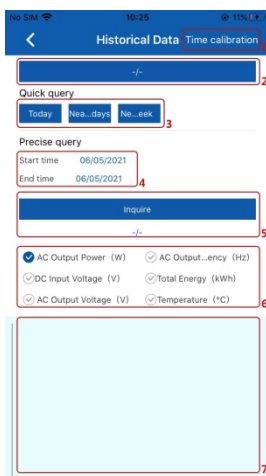 No SIM 10:25 11%
Historical Data Time calibration
-/-
2
Quick query
Today Nea...days Ne...eek
3
Precise query
Start time 06/05/2021
End time 06/05/2021
4
Inquire
-/-
5
AC Output Power (W) AC Output...ency (Hz)
DC Input Voltage (V) Total Energy (kWh)
AC Output Voltage (V) Temperature (°C)
6
7